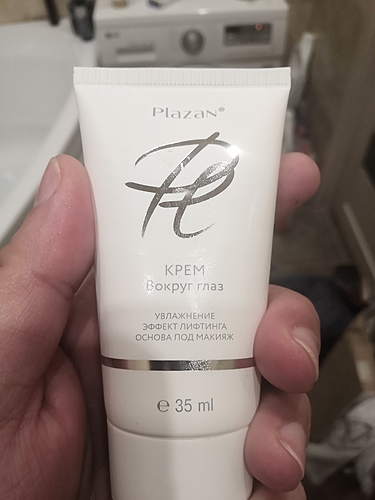 PLAZAN®
КРЕМ
Вокруг глаз
УВЛАЖНЕНИЕ
ЭФФЕКТ ЛИФТИНГА
ОСНОВА ПОД МАКИЯЖ
℮ 35 ml